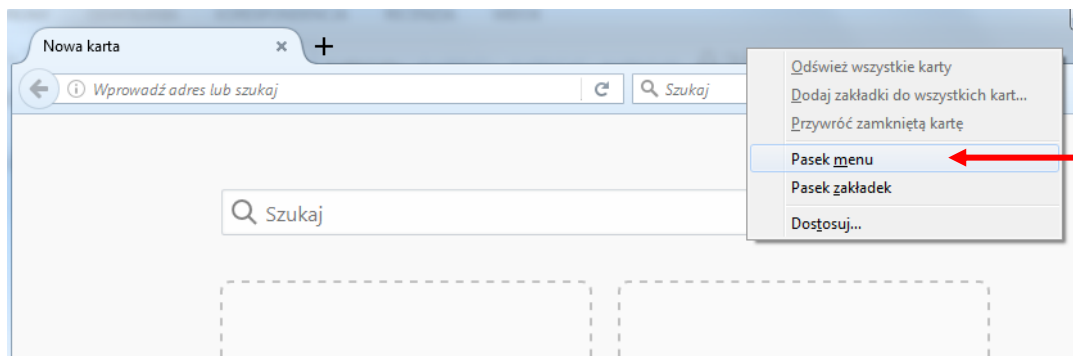 Nowa karta
Wprowadź adres lub szukaj
Szukaj
Odśwież wszystkie karty
Dodaj zakładki do wszystkich kart...
Przywróć zamkniętą kartę
Pasek menu
Pasek zakładek
Dostosuj...
Szukaj